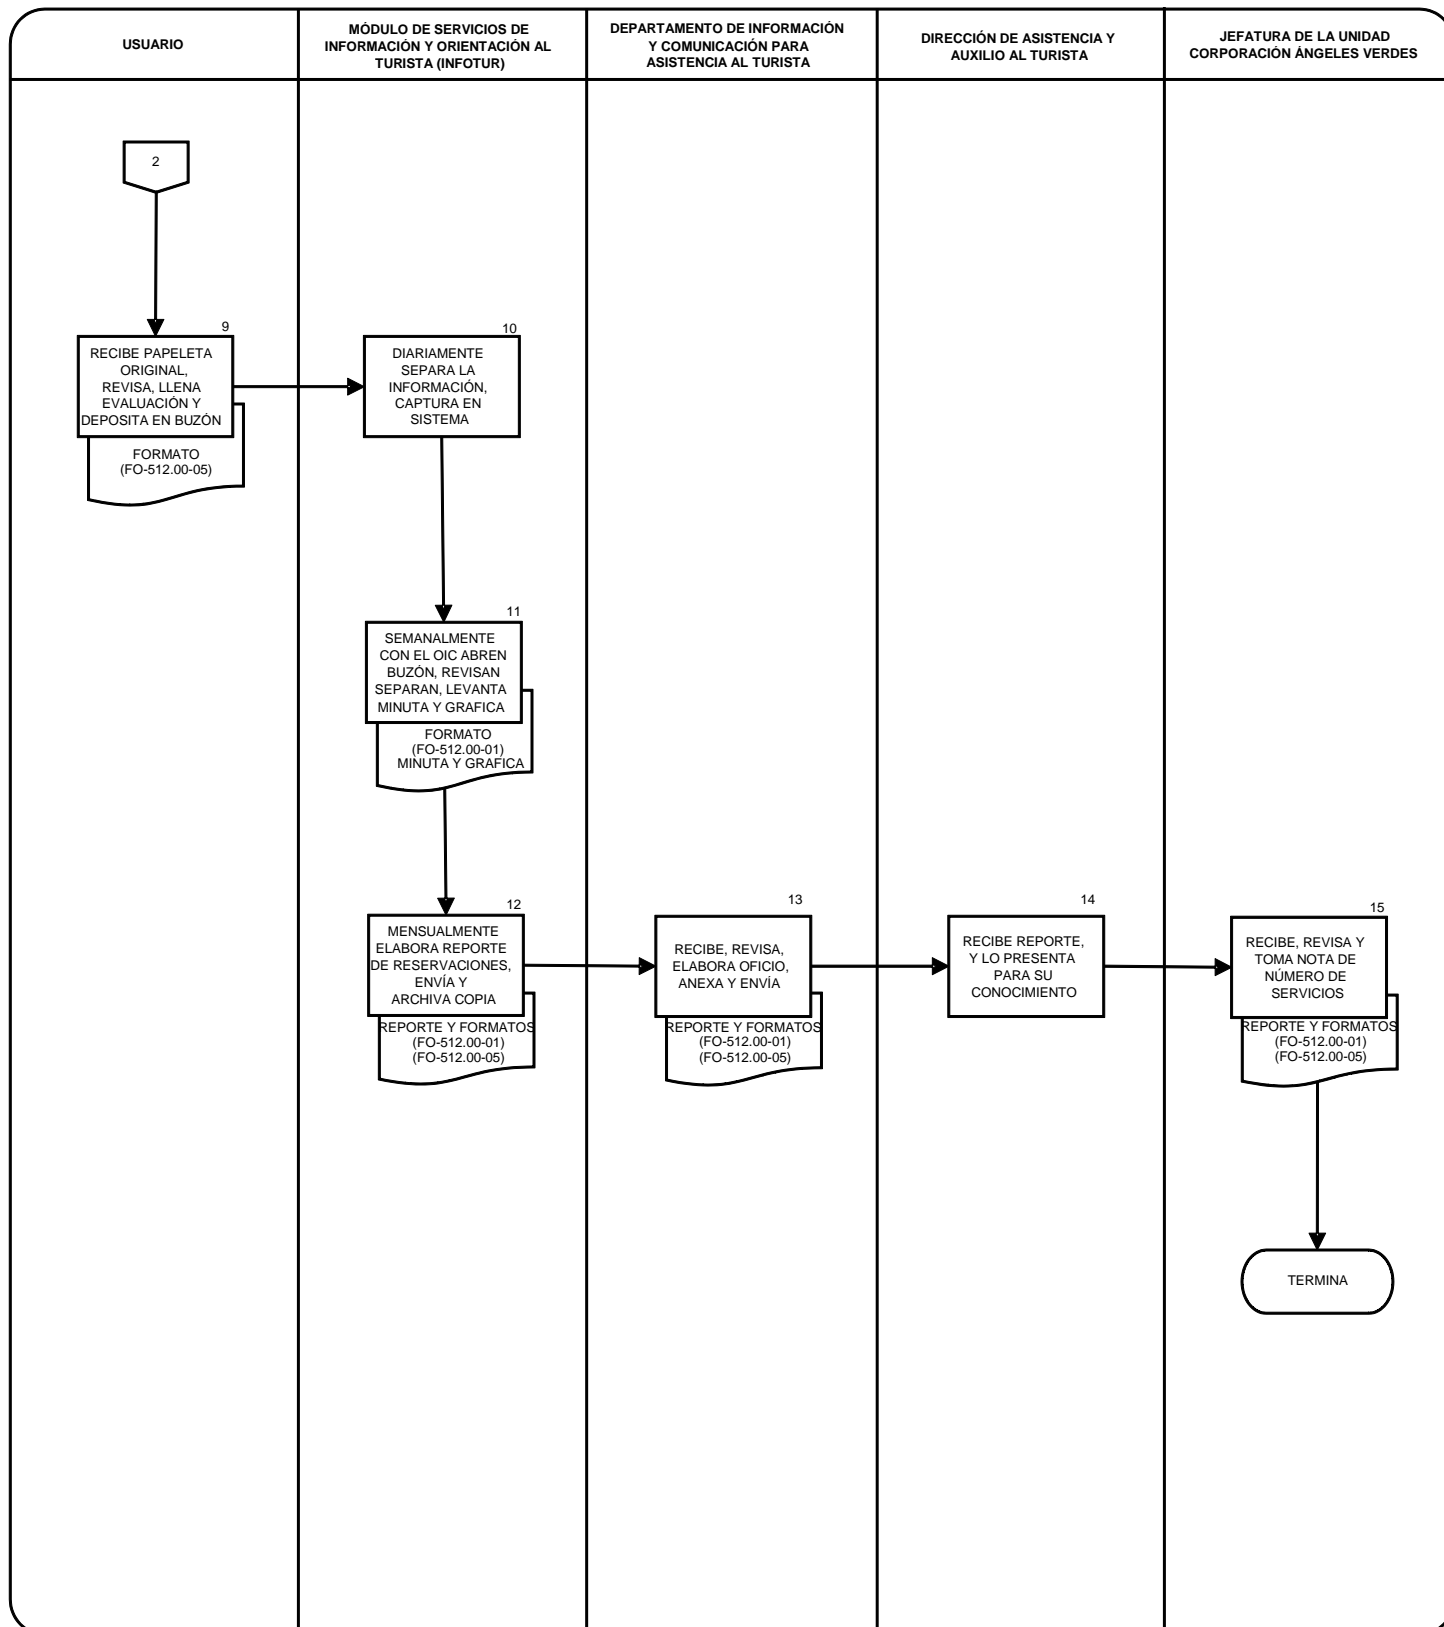 USUARIO
MÓDULO DE SERVICIOS DE
INFORMACIÓN Y ORIENTACIÓN AL
TURISTA (INFOTUR)
DEPARTAMENTO DE INFORMACIÓN
Y COMUNICACIÓN PARA
ASISTENCIA AL TURISTA
DIRECCIÓN DE ASISTENCIA Y
AUXILIO AL TURISTA
JEFATURA DE LA UNIDAD
CORPORACIÓN ÁNGELES VERDES
2
9
RECIBE PAPELETA
ORIGINAL,
REVISA, LLENA
EVALUACIÓN Y
DEPOSITA EN BUZÓN
FORMATO
(FO-512.00-05)
10
DIARIAMENTE
SEPARA LA
INFORMACIÓN,
CAPTURA EN
SISTEMA
11
SEMANALMENTE
CON EL OIC ABREN
BUZÓN, REVISAN
SEPARAN, LEVANTA
MINUTA Y GRAFICA
FORMATO
(FO-512.00-01)
MINUTA Y GRAFICA
12
MENSUALMENTE
ELABORA REPORTE
DE RESERVACIONES,
ENVÍA Y
ARCHIVA COPIA
REPORTE Y FORMATOS
(FO-512.00-01)
(FO-512.00-05)
13
RECIBE, REVISA,
ELABORA OFICIO,
ANEXA Y ENVÍA
REPORTE Y FORMATOS
(FO-512.00-01)
(FO-512.00-05)
14
RECIBE REPORTE,
Y LO PRESENTA
PARA SU
CONOCIMIENTO
15
RECIBE, REVISA Y
TOMA NOTA DE
NÚMERO DE
SERVICIOS
REPORTE Y FORMATOS
(FO-512.00-01)
(FO-512.00-05)
TERMINA